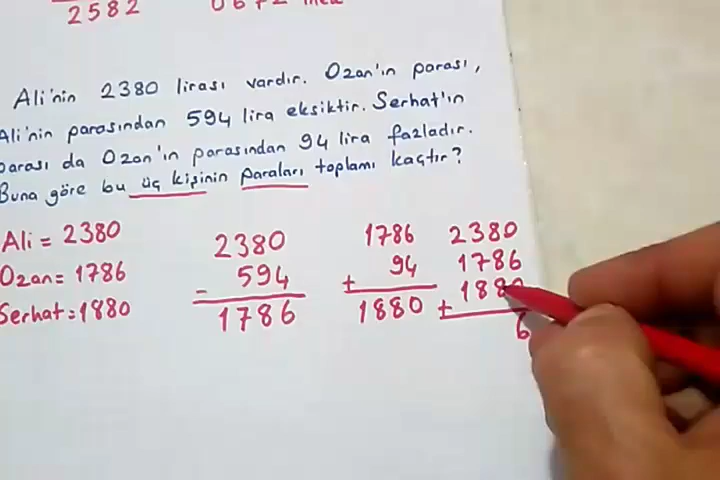 2582
Ali'nin 2380 lirası vardır. Ozan'ın parası,
Ali'nin parasından 594 lira eksiktir. Serhat'ın
parası da Ozan'ın parasından 94 lira fazladır.
Buna göre bu üç kişinin paraları toplamı kaçtır?
Ali = 2380
Ozan = 1786
Serhat : 1880
2380
- 594
1786
1786
+ 94
1880
2380
1786
+ 1880
6